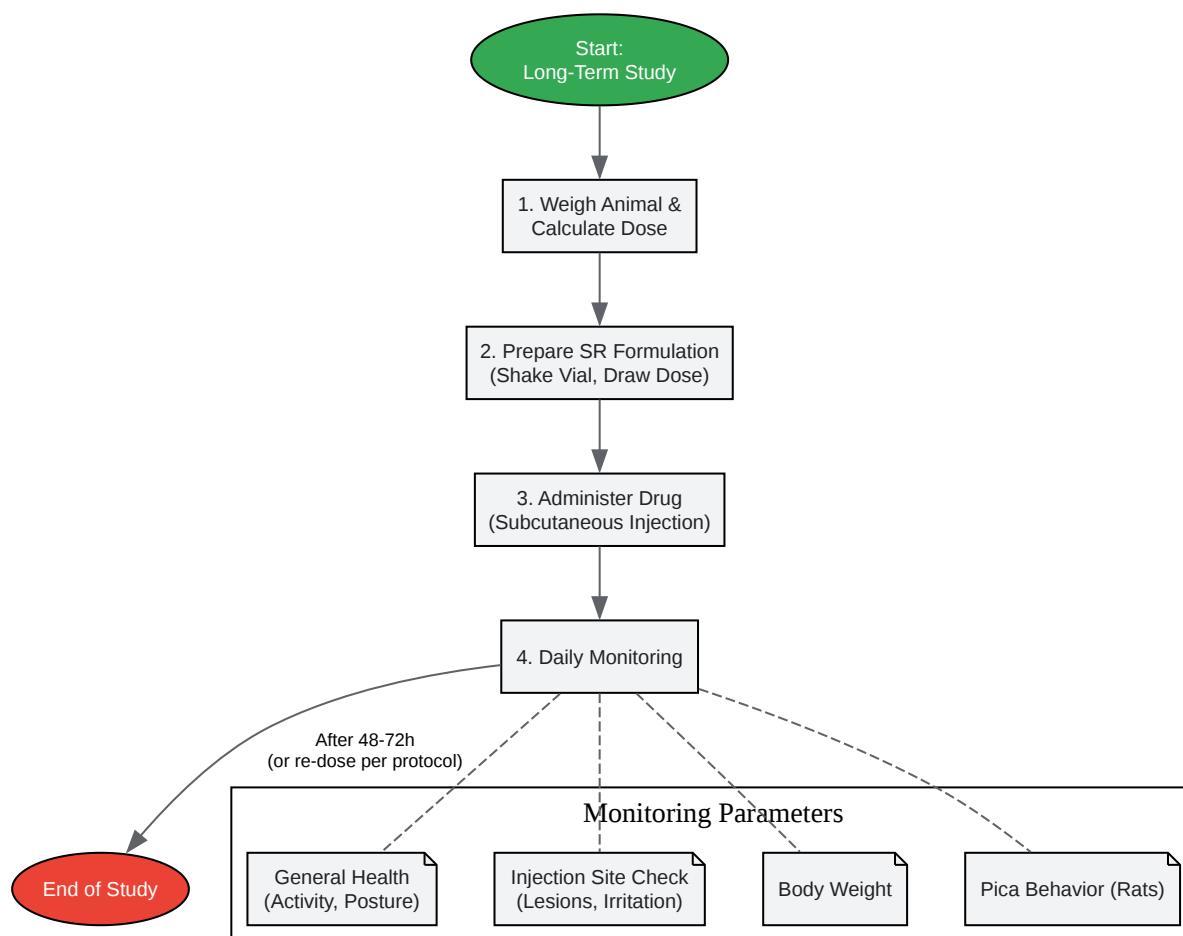 Start:
Long-Term Study
1. Weigh Animal &
Calculate Dose
2. Prepare SR Formulation
(Shake Vial, Draw Dose)
3. Administer Drug
(Subcutaneous Injection)
4. Daily Monitoring
After 48-72h
(or re-dose per protocol)
Monitoring Parameters
End of Study
General Health
(Activity, Posture)
Injection Site Check
(Lesions, Irritation)
Body Weight
Pica Behavior (Rats)